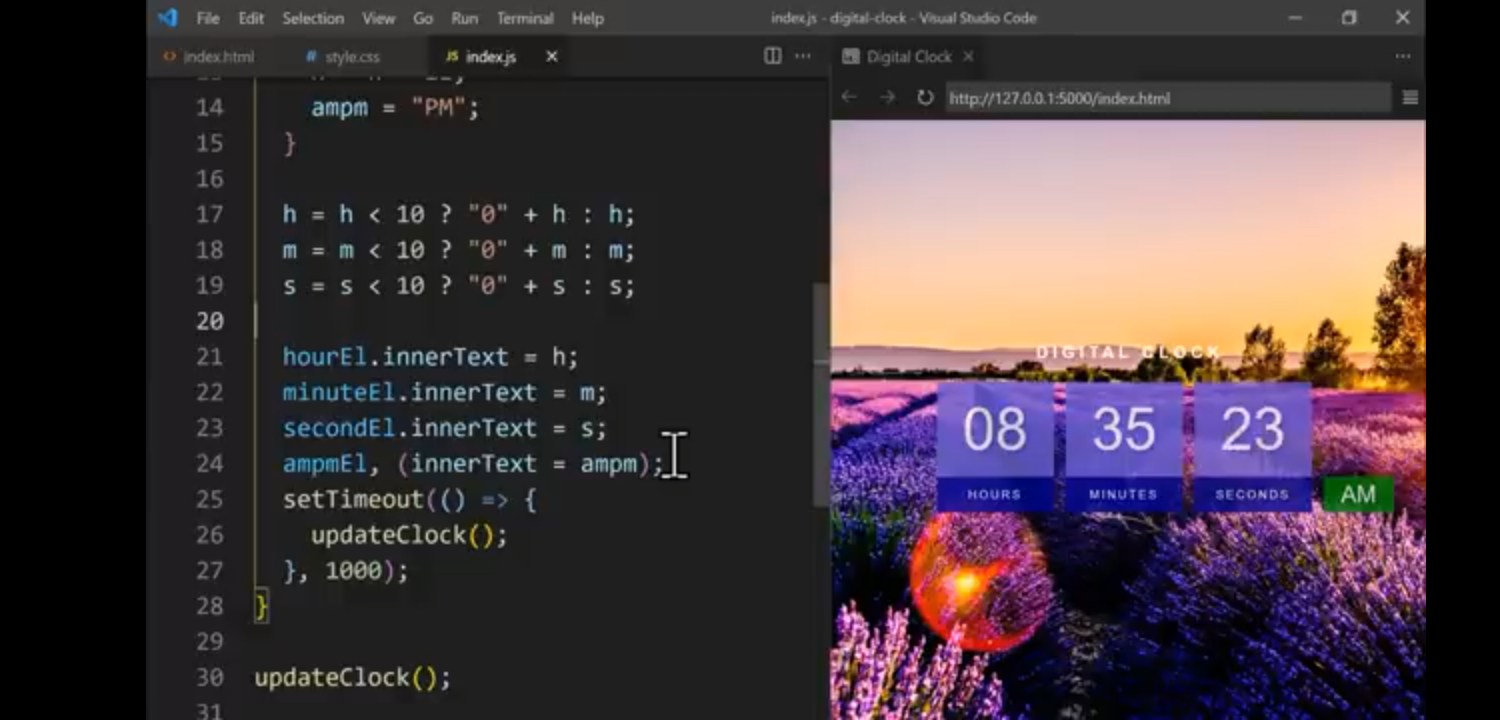 File Edit Selection View Go Run Terminal Help
index.js - digital-clock - Visual Studio Code
index.html style.css JS index.js
14 ampm = "PM";
15 }
16
17 h = h < 10 ? "0" + h : h;
18 m = m < 10 ? "0" + m : m;
19 s = s < 10 ? "0" + s : s;
20
21 hourEl.innerText = h;
22 minuteEl.innerText = m;
23 secondEl.innerText = s;
24 ampmEl, (innerText = ampm);
25 setTimeout(() => {
26 updateClock();
27 }, 1000);
28 }
29
30 updateClock();
31
Digital Clock
http://127.0.0.1:5000/index.html
DIGITAL CLOCK
08 35 23
HOURS MINUTES SECONDS AM